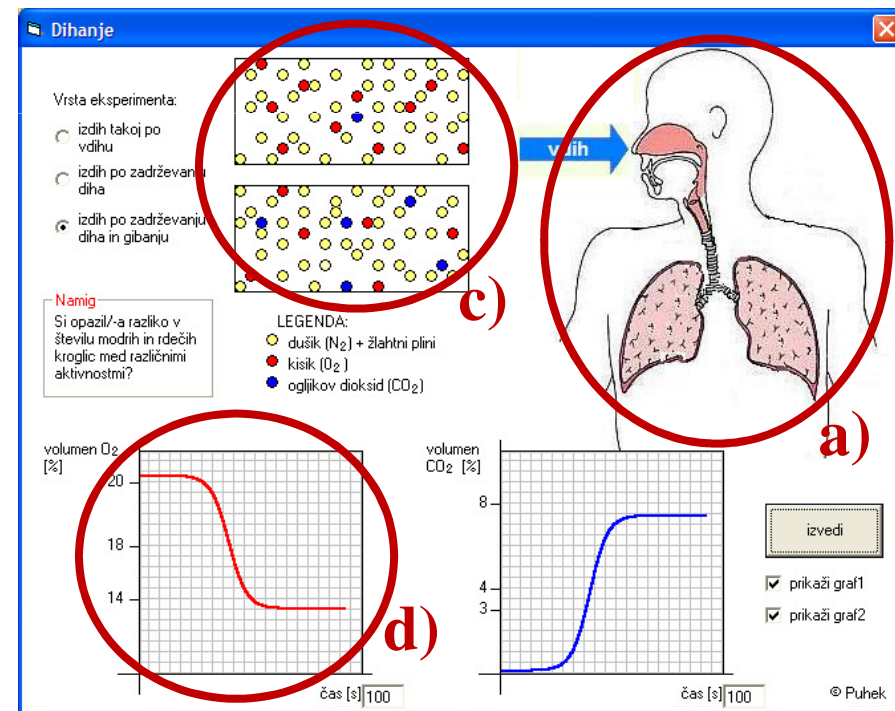 Dihanje
Vrsta eksperimenta:
izdih takoj po
vdihu
izdih po zadrževanju
diha
izdih po zadrževanju
diha in gibanju
vdih
c)
a)
Namig
Si opazil/-a razliko v
številu modrih in rdečih
kroglic med različnimi
aktivnostmi?
LEGENDA:
dušik (N₂) + žlahtni plini
kisik (O₂ )
ogljikov dioksid (CO₂)
volumen O₂
[%]
20
18
14
d)
čas [s] 100
volumen
CO₂ [%]
8
4
3
čas [s] 100
izvedi
prikaži graf1
prikaži graf2
© Puhek